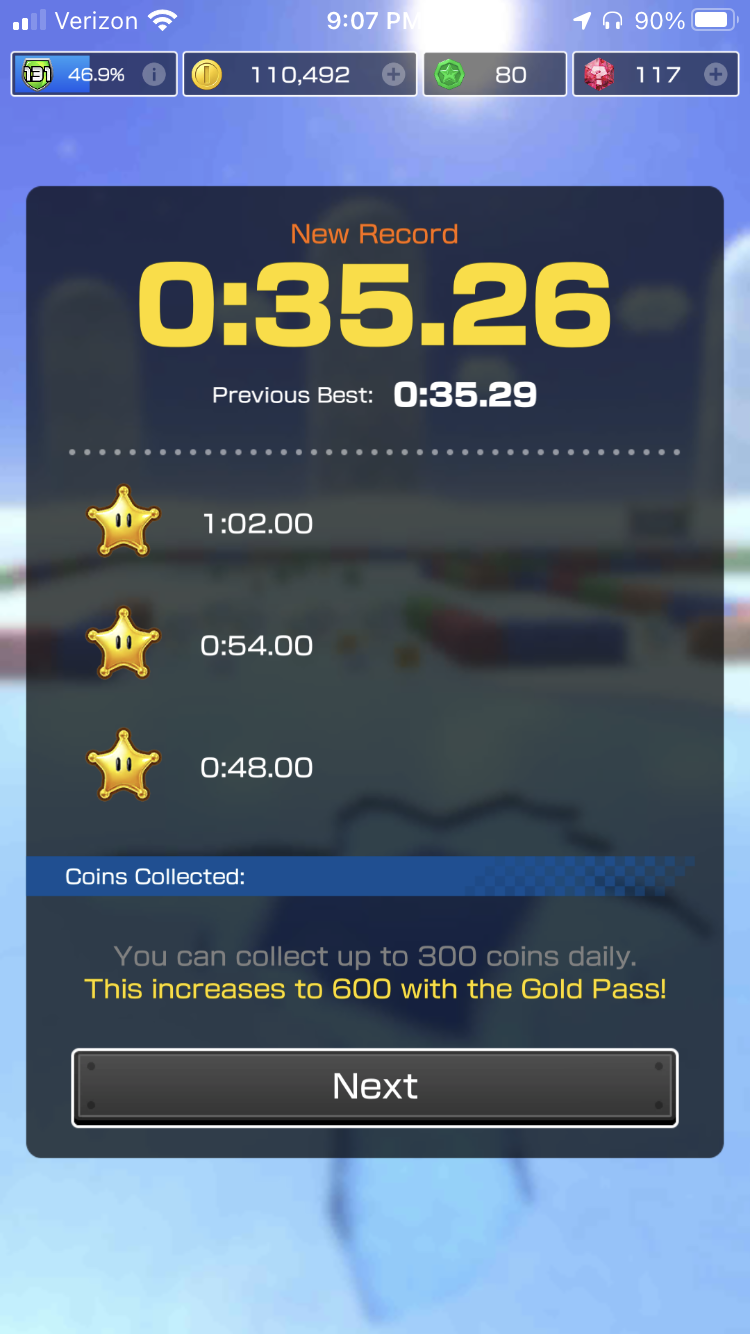 Verizon 9:07 PM 90%
131 46.9% i 110,492 + 80 ? 117 +
New Record
0:35.26
Previous Best: 0:35.29
1:02.00
0:54.00
0:48.00
Coins Collected:
You can collect up to 300 coins daily.
This increases to 600 with the Gold Pass!
Next